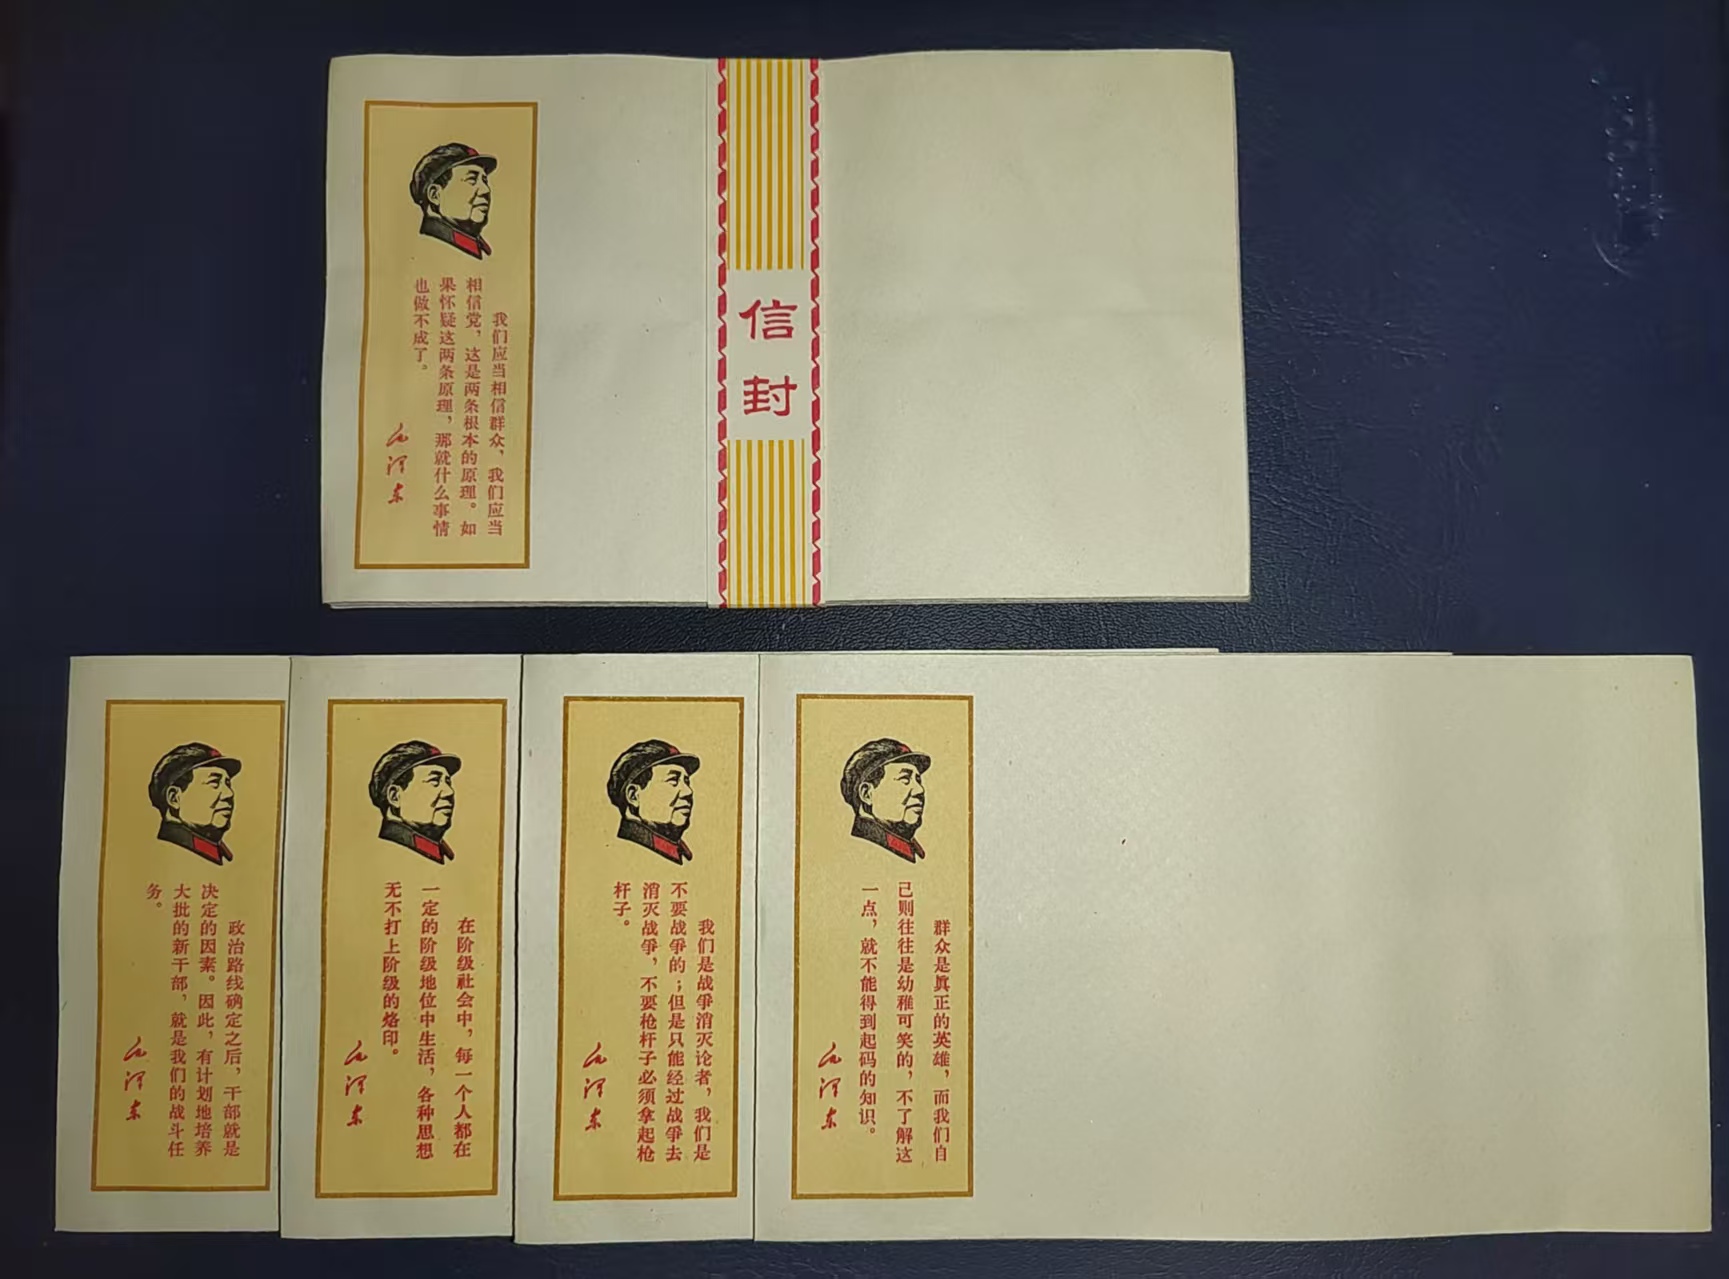 我们应当相信群众，我们应当
相信党，这是两条根本的原理。如
果怀疑这两条原理，那就什么事情
也做不成了。
毛泽东
信封
政治路线确定之后，干部就是
决定的因素。因此，有计划地培养
大批的新干部，就是我们的战斗任
务。
毛泽东
在阶级社会中，每一个人都在
一定的阶级地位中生活，各种思想
无不打上阶级的烙印。
毛泽东
我们是战争消灭论者，我们是
不要战争的；但是只能经过战争去
消灭战争，不要枪杆子必须拿起枪
杆子。
毛泽东
群众是真正的英雄，而我们自
己则往往是幼稚可笑的，不了解这
一点，就不能得到起码的知识。
毛泽东